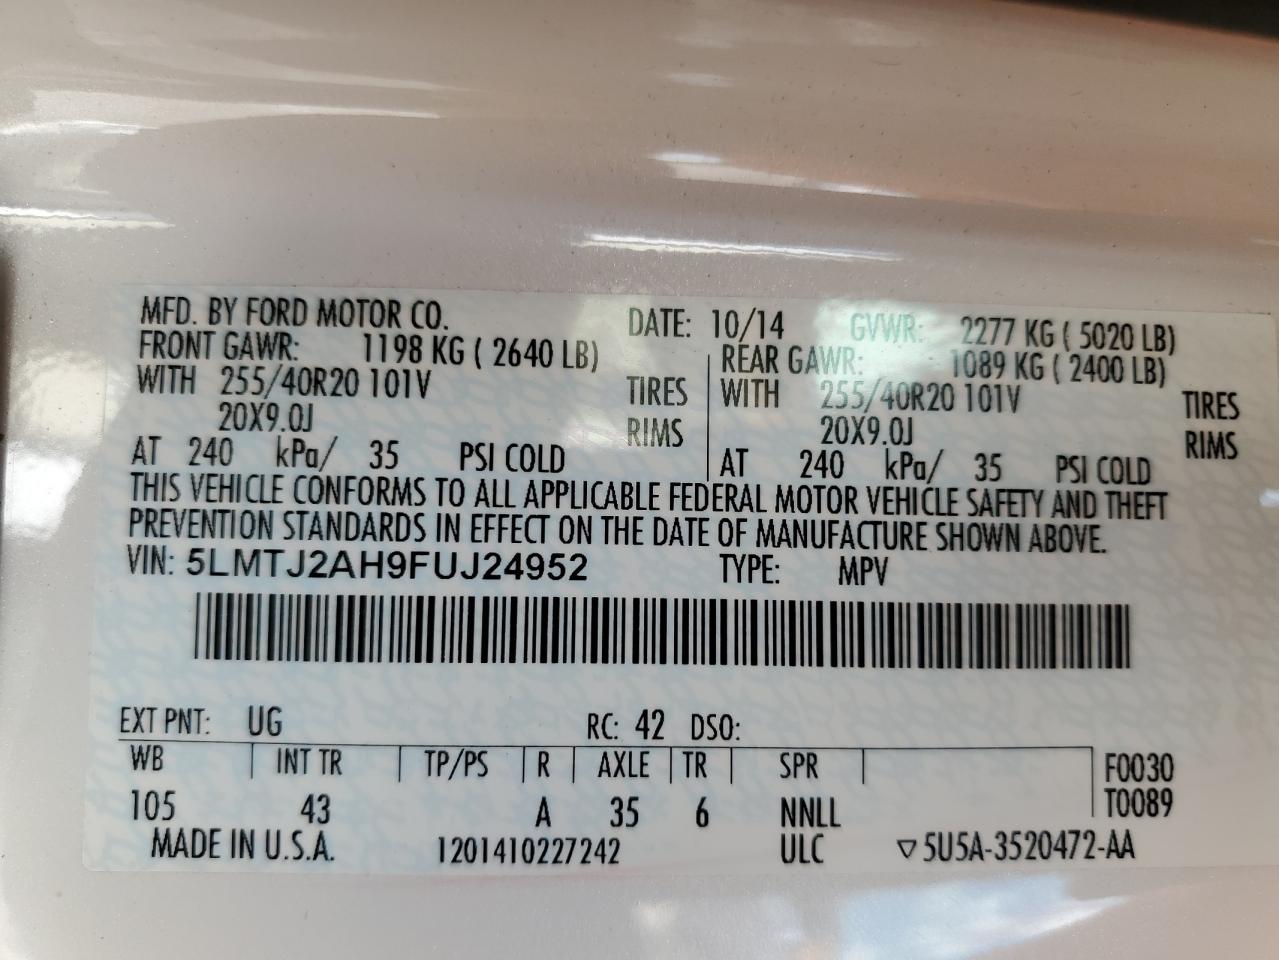 MFD. BY FORD MOTOR CO. DATE: 10/14 GVWR: 2277 KG ( 5020 LB)
FRONT GAWR: 1198 KG ( 2640 LB) REAR GAWR: 1089 KG ( 2400 LB)
WITH 255/40R20 101V TIRES WITH 255/40R20 101V TIRES
20X9.0J RIMS 20X9.0J RIMS
AT 240 kPa/ 35 PSI COLD AT 240 kPa/ 35 PSI COLD
THIS VEHICLE CONFORMS TO ALL APPLICABLE FEDERAL MOTOR VEHICLE SAFETY AND THEFT
PREVENTION STANDARDS IN EFFECT ON THE DATE OF MANUFACTURE SHOWN ABOVE.
VIN: 5LMTJ2AH9FUJ24952 TYPE: MPV
EXT PNT: UG RC: 42 DSO:
WB INT TR TP/PS R AXLE TR SPR F0030
105 43 A 35 6 NNLL T0089
MADE IN U.S.A. 1201410227242 ULC ▽5U5A-3520472-AA